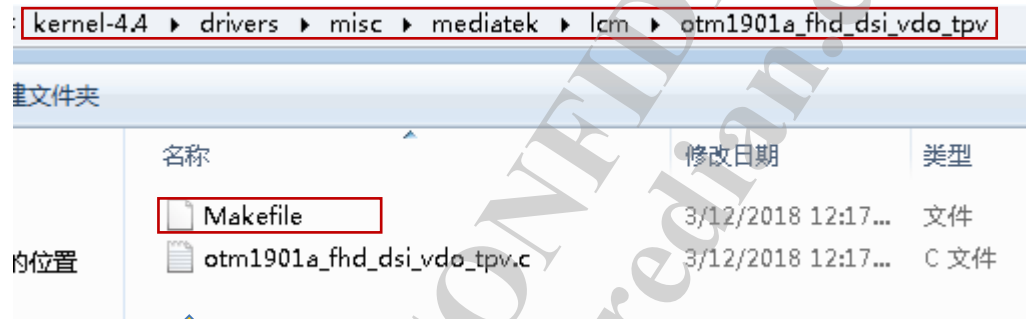 kernel-4.4 ▸ drivers ▸ misc ▸ mediatek ▸ lcm ▸ otm1901a_fhd_dsi_vdo_tpv
建文件夹
名称 修改日期 类型
Makefile 3/12/2018 12:17... 文件
的位置 otm1901a_fhd_dsi_vdo_tpv.c 3/12/2018 12:17... C 文件